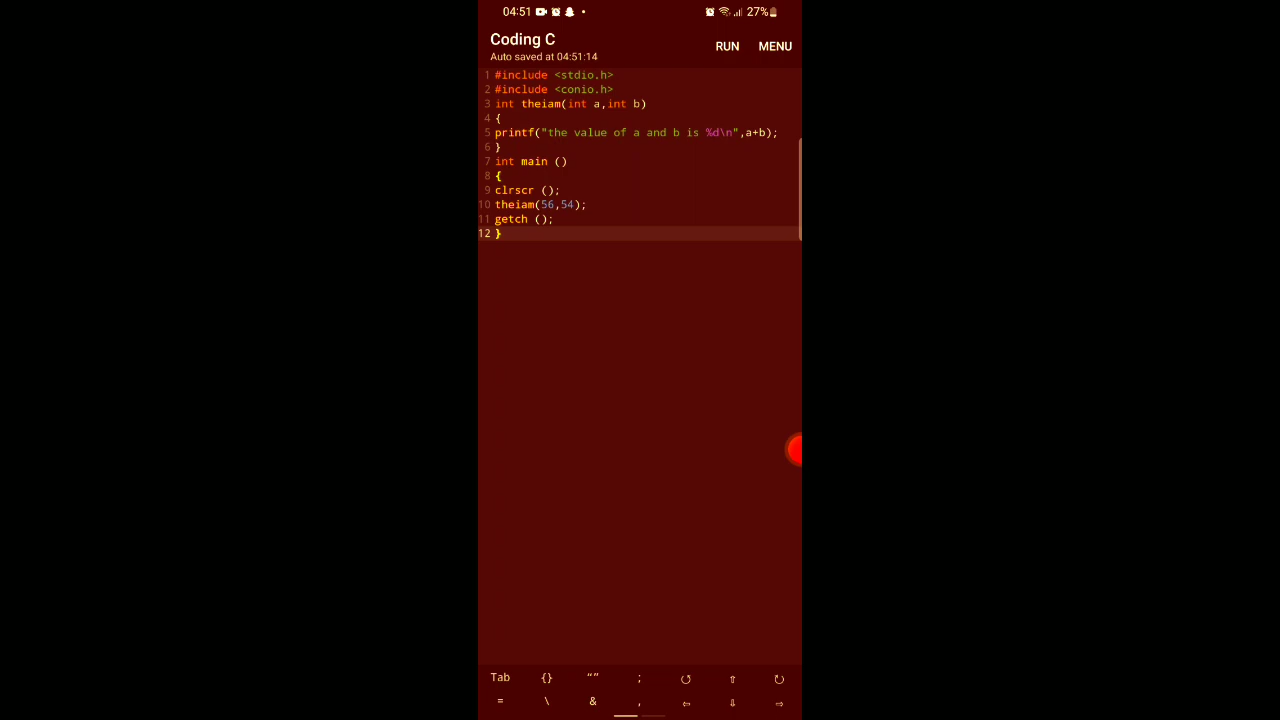 04:51 27%
Coding C
RUN MENU
Auto saved at 04:51:14
1 #include <stdio.h>
2 #include <conio.h>
3 int theiam(int a,int b)
4 {
5 printf("the value of a and b is %d\n",a+b);
6 }
7 int main ()
8 {
9 clrscr ();
10 theiam(56,54);
11 getch ();
12 }
Tab {} “” ; ↺ ⇧ ↻
= \ & , ⇦ ⇩ ⇨